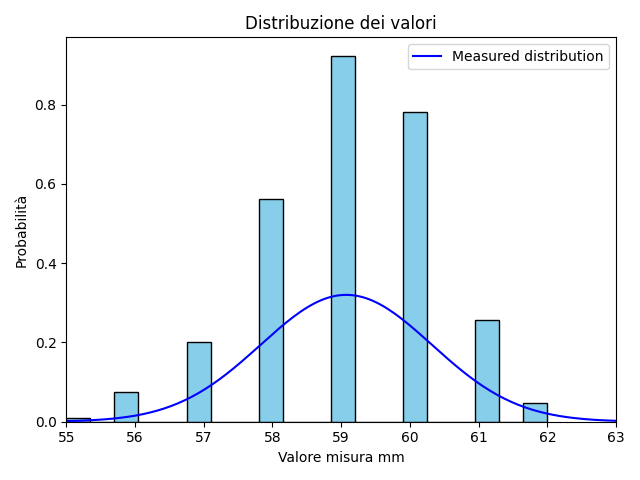 Distribuzione dei valori
Measured distribution
Probabilità
0.8
0.6
0.4
0.2
0.0
55 56 57 58 59 60 61 62 63
Valore misura mm